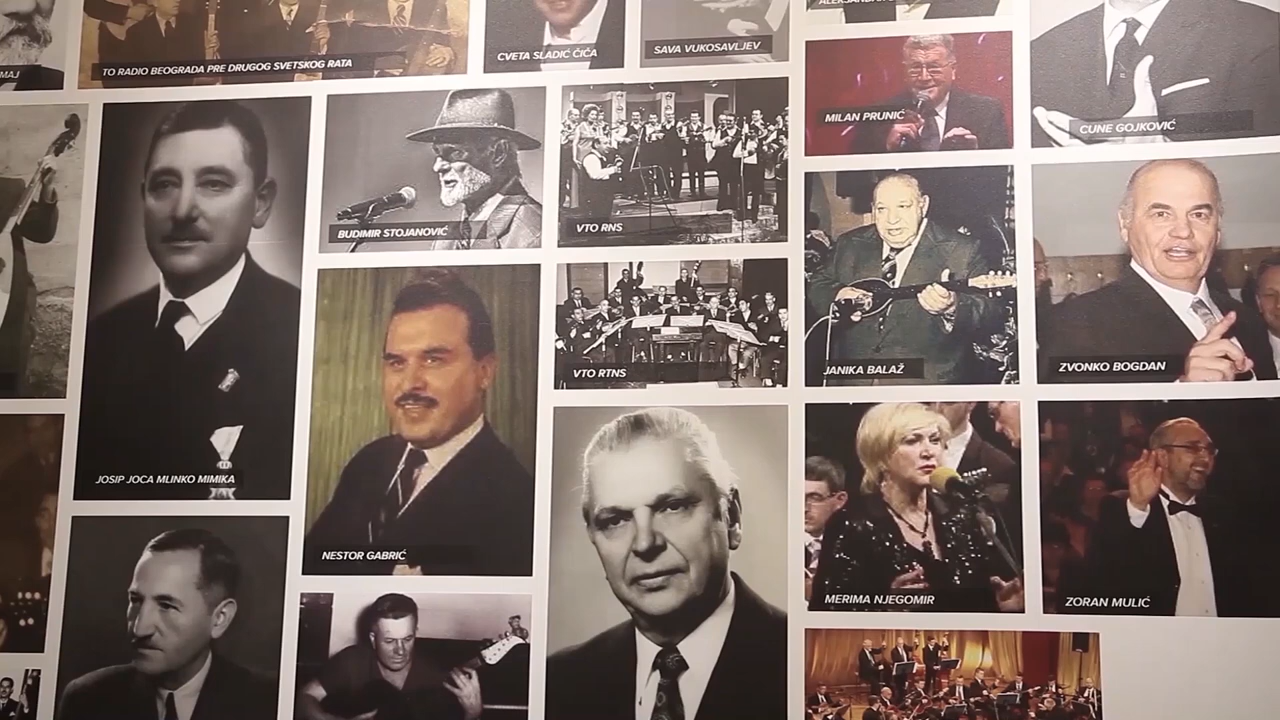 MAJ
TO RADIO BEOGRADA PRE DRUGOG SVETSKOG RATA
CVETA SLADIĆ ČIČA
SAVA VUKOSAVLJEV
MILAN PRUNIĆ
CUNE GOJKOVIĆ
BUDIMIR STOJANOVIĆ
VTO RNS
JANIKA BALAŽ
ZVONKO BOGDAN
VTO RTNS
JOSIP JOCA MLINKO MIMIKA
NESTOR GABRIĆ
MERIMA NJEGOMIR
ZORAN MULIĆ